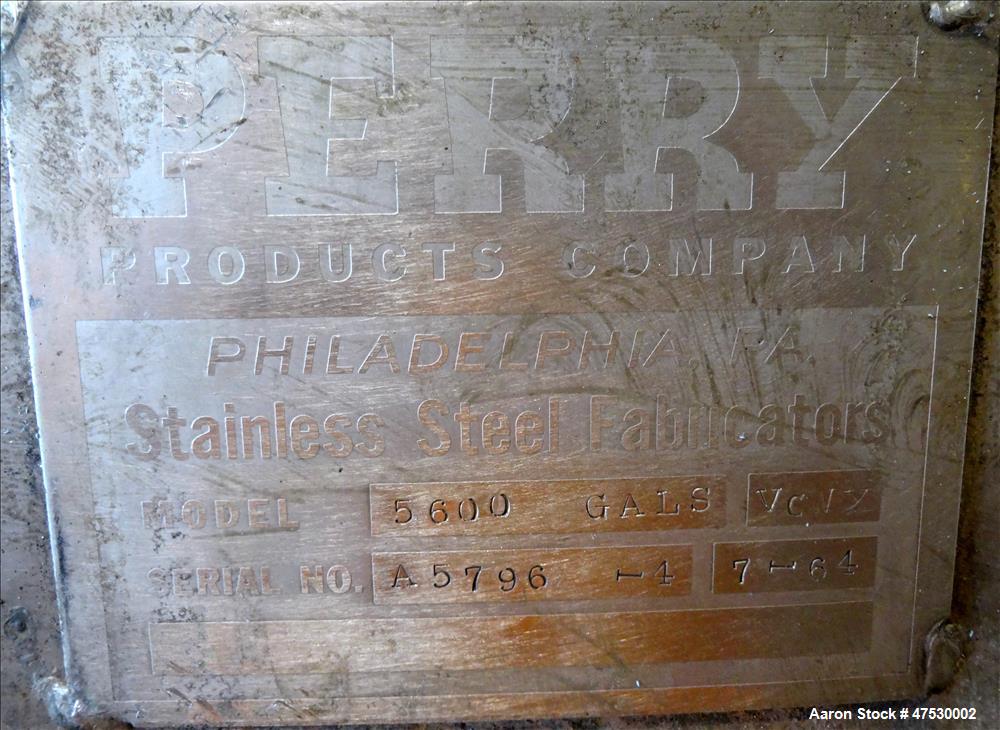 PERRY
PRODUCTS COMPANY
PHILADELPHIA, PA.
Stainless Steel Fabricators
MODEL 5600 GALS VCVX
SERIAL NO. A5796 -4 7-64
Aaron Stock # 47530002